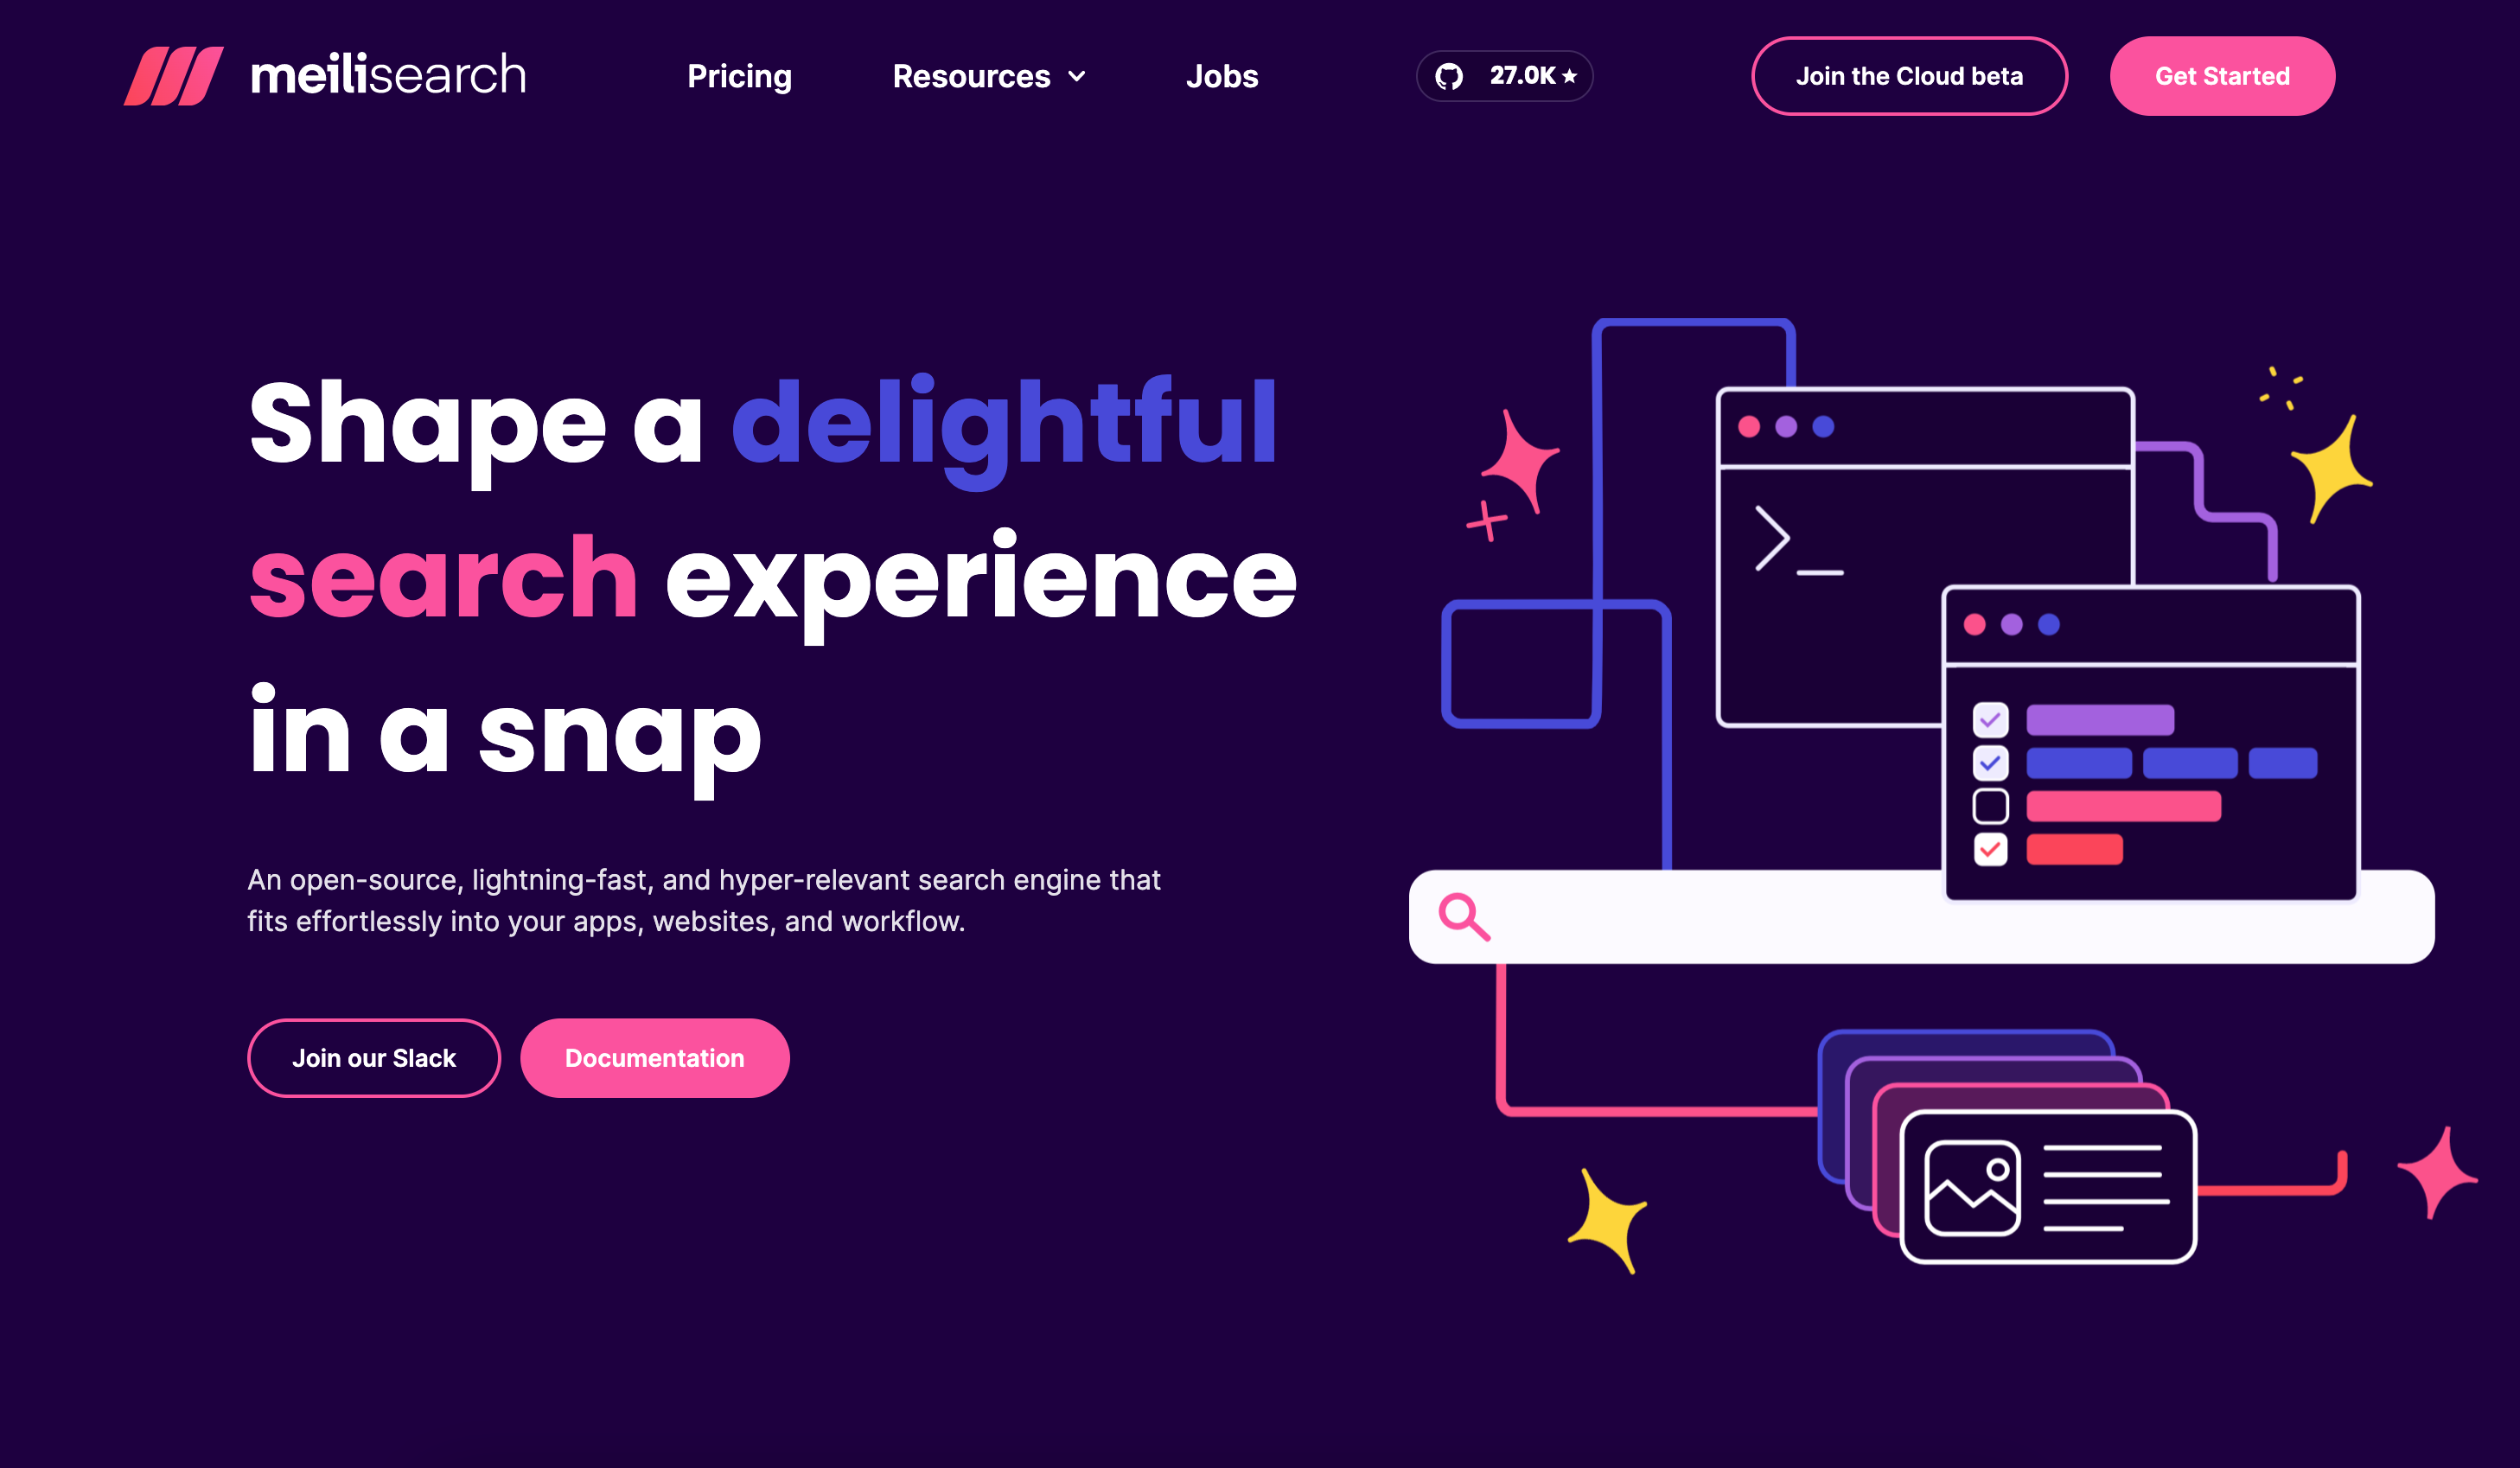 meilisearch
Pricing
Resources
Jobs
27.0K
Join the Cloud beta
Get Started
Shape a delightful
search experience
in a snap
An open-source, lightning-fast, and hyper-relevant search engine that
fits effortlessly into your apps, websites, and workflow.
Join our Slack
Documentation